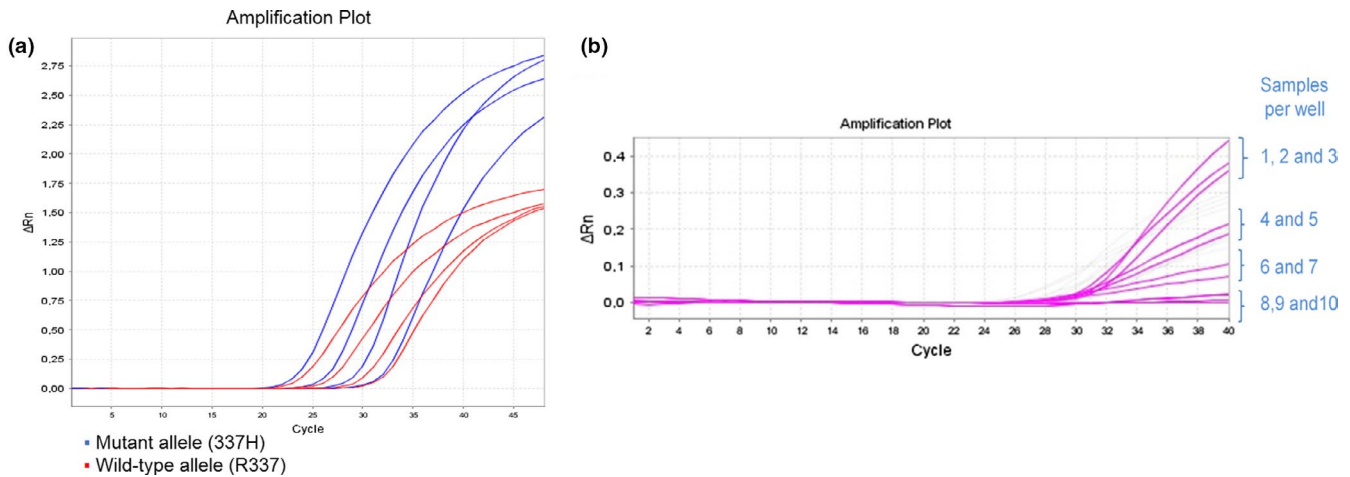 Amplification Plot
(a)
ΔRn
2,75
2,50
2,25
2,00
1,75
1,50
1,25
1,00
0,75
0,50
0,25
0,00
5 10 15 20 25 30 35 40 45
Cycle
Mutant allele (337H)
Wild-type allele (R337)
(b)
Amplification Plot
ΔRn
0,4
0,3
0,2
0,1
0,0
2 4 6 8 10 12 14 16 18 20 22 24 26 28 30 32 34 36 38 40
Cycle
Samples
per well
1, 2 and 3
4 and 5
6 and 7
8,9 and10